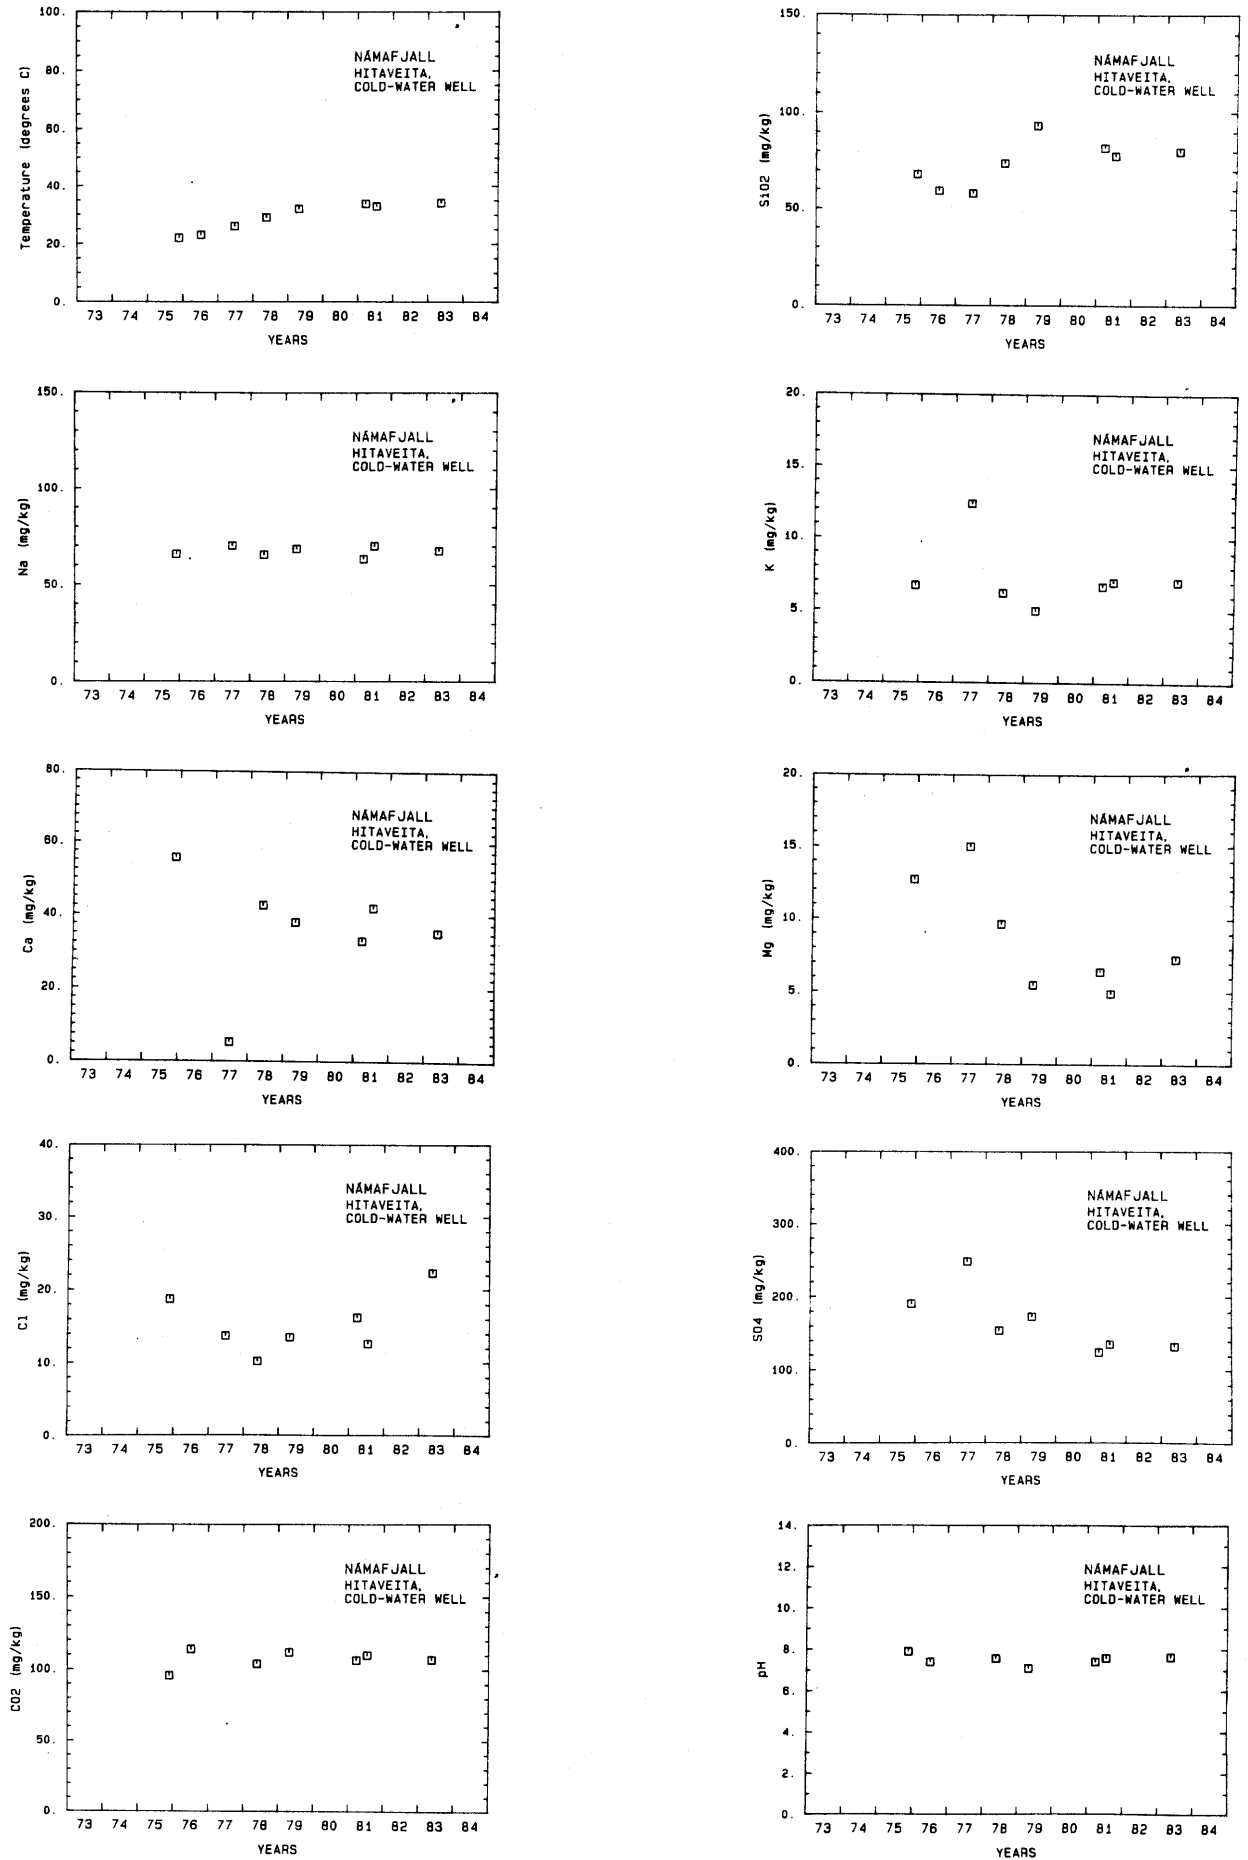 100.
80.
60.
40.
20.
0.
Temperature (degrees C)
NÁMAFJALL
HITAVEITA,
COLD-WATER WELL
73 74 75 76 77 78 79 80 81 82 83 84
YEARS
150.
100.
50.
0.
SiO2 (mg/kg)
NÁMAFJALL
HITAVEITA,
COLD-WATER WELL
73 74 75 76 77 78 79 80 81 82 83 84
YEARS
150.
100.
50.
0.
Na (mg/kg)
NÁMAFJALL
HITAVEITA,
COLD-WATER WELL
73 74 75 76 77 78 79 80 81 82 83 84
YEARS
20.
15.
10.
5.
0.
K (mg/kg)
NÁMAFJALL
HITAVEITA,
COLD-WATER WELL
73 74 75 76 77 78 79 80 81 82 83 84
YEARS
80.
60.
40.
20.
0.
Ca (mg/kg)
NÁMAFJALL
HITAVEITA,
COLD-WATER WELL
73 74 75 76 77 78 79 80 81 82 83 84
YEARS
20.
15.
10.
5.
0.
Mg (mg/kg)
NÁMAFJALL
HITAVEITA,
COLD-WATER WELL
73 74 75 76 77 78 79 80 81 82 83 84
YEARS
40.
30.
20.
10.
0.
Cl (mg/kg)
NÁMAFJALL
HITAVEITA,
COLD-WATER WELL
73 74 75 76 77 78 79 80 81 82 83 84
YEARS
400.
300.
200.
100.
0.
SO4 (mg/kg)
NÁMAFJALL
HITAVEITA,
COLD-WATER WELL
73 74 75 76 77 78 79 80 81 82 83 84
YEARS
200.
150.
100.
50.
0.
CO2 (mg/kg)
NÁMAFJALL
HITAVEITA,
COLD-WATER WELL
73 74 75 76 77 78 79 80 81 82 83 84
YEARS
14.
12.
10.
8.
6.
4.
2.
0.
pH
NÁMAFJALL
HITAVEITA,
COLD-WATER WELL
73 74 75 76 77 78 79 80 81 82 83 84
YEARS